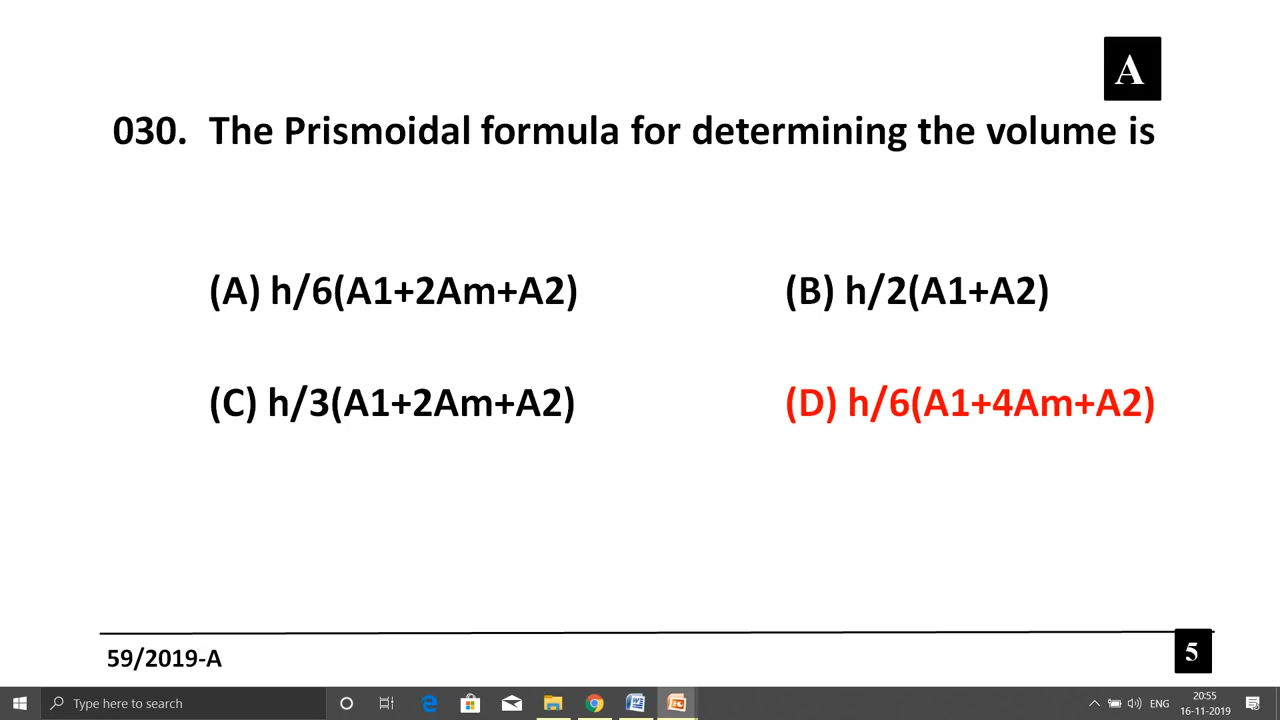 A
030. The Prismoidal formula for determining the volume is
(A) h/6(A1+2Am+A2) (B) h/2(A1+A2)
(C) h/3(A1+2Am+A2) (D) h/6(A1+4Am+A2)
59/2019-A 5
Type here to search ENG 20:55
16-11-2019